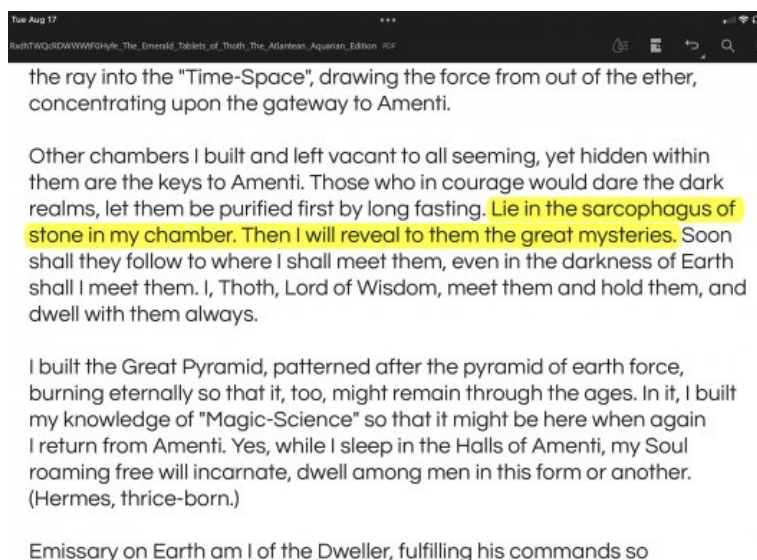 Tue Aug 17
RxdhTWQcRDWWWtF0Hyfe_The_Emerald_Tablets_of_Thoth_The_Atlantean_Aquarian_Edition PDF
the ray into the "Time-Space", drawing the force from out of the ether,
concentrating upon the gateway to Amenti.
Other chambers I built and left vacant to all seeming, yet hidden within
them are the keys to Amenti. Those who in courage would dare the dark
realms, let them be purified first by long fasting. Lie in the sarcophagus of
stone in my chamber. Then I will reveal to them the great mysteries. Soon
shall they follow to where I shall meet them, even in the darkness of Earth
shall I meet them. I, Thoth, Lord of Wisdom, meet them and hold them, and
dwell with them always.
I built the Great Pyramid, patterned after the pyramid of earth force,
burning eternally so that it, too, might remain through the ages. In it, I built
my knowledge of "Magic-Science" so that it might be here when again
I return from Amenti. Yes, while I sleep in the Halls of Amenti, my Soul
roaming free will incarnate, dwell among men in this form or another.
(Hermes, thrice-born.)
Emissary on Earth am I of the Dweller, fulfilling his commands so